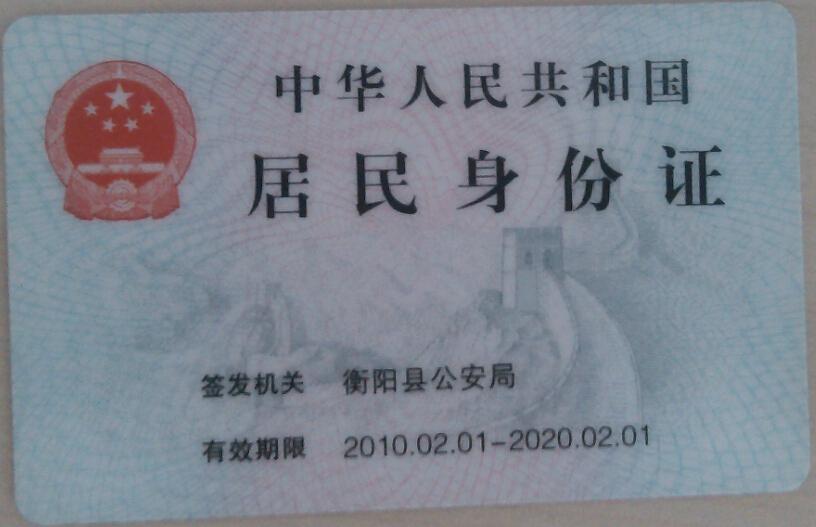 中华人民共和国
居民身份证
签发机关 衡阳县公安局
有效期限 2010.02.01-2020.02.01